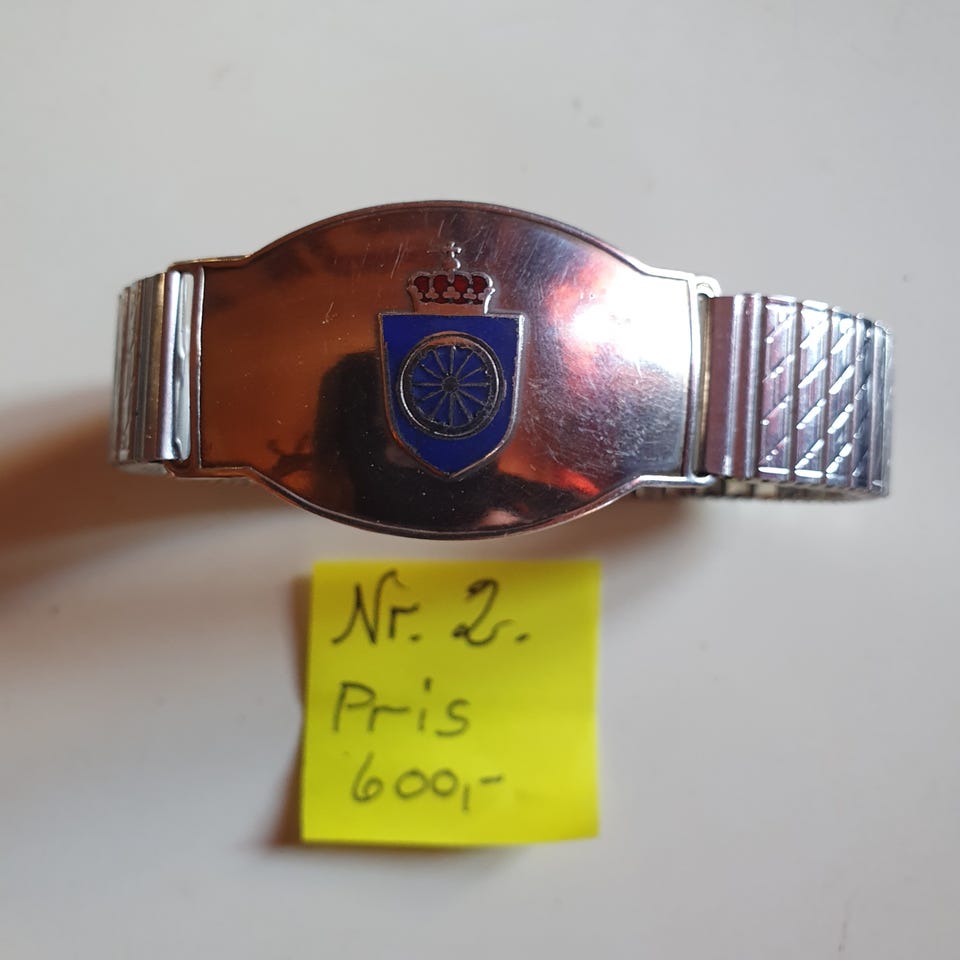 Nr. 2.
Pris
600,-